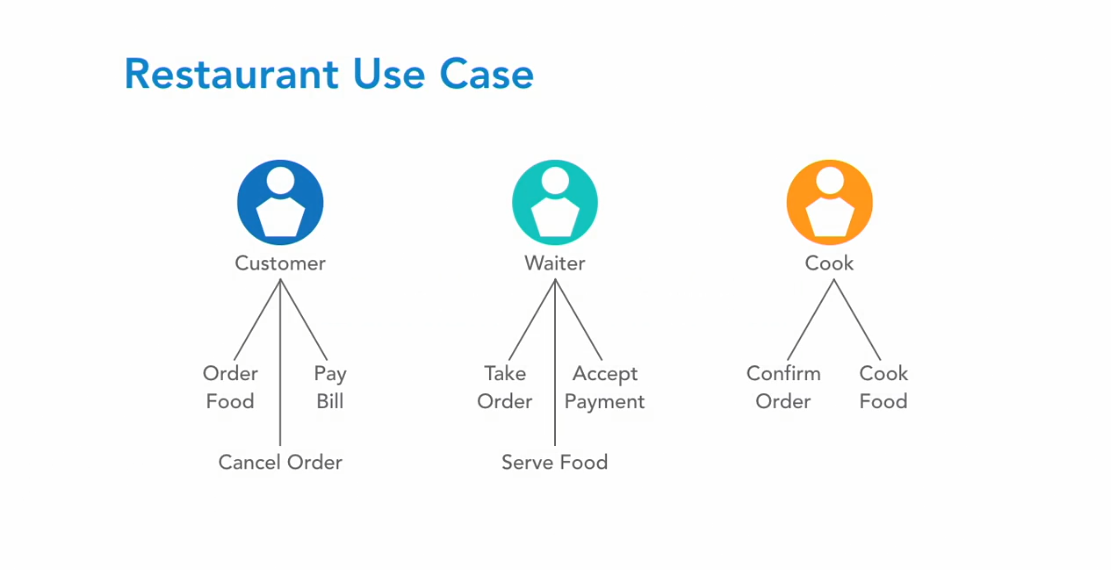 Restaurant Use Case
Customer
Waiter
Cook
Order
Food
Pay
Bill
Cancel Order
Take
Order
Accept
Payment
Serve Food
Confirm
Order
Cook
Food